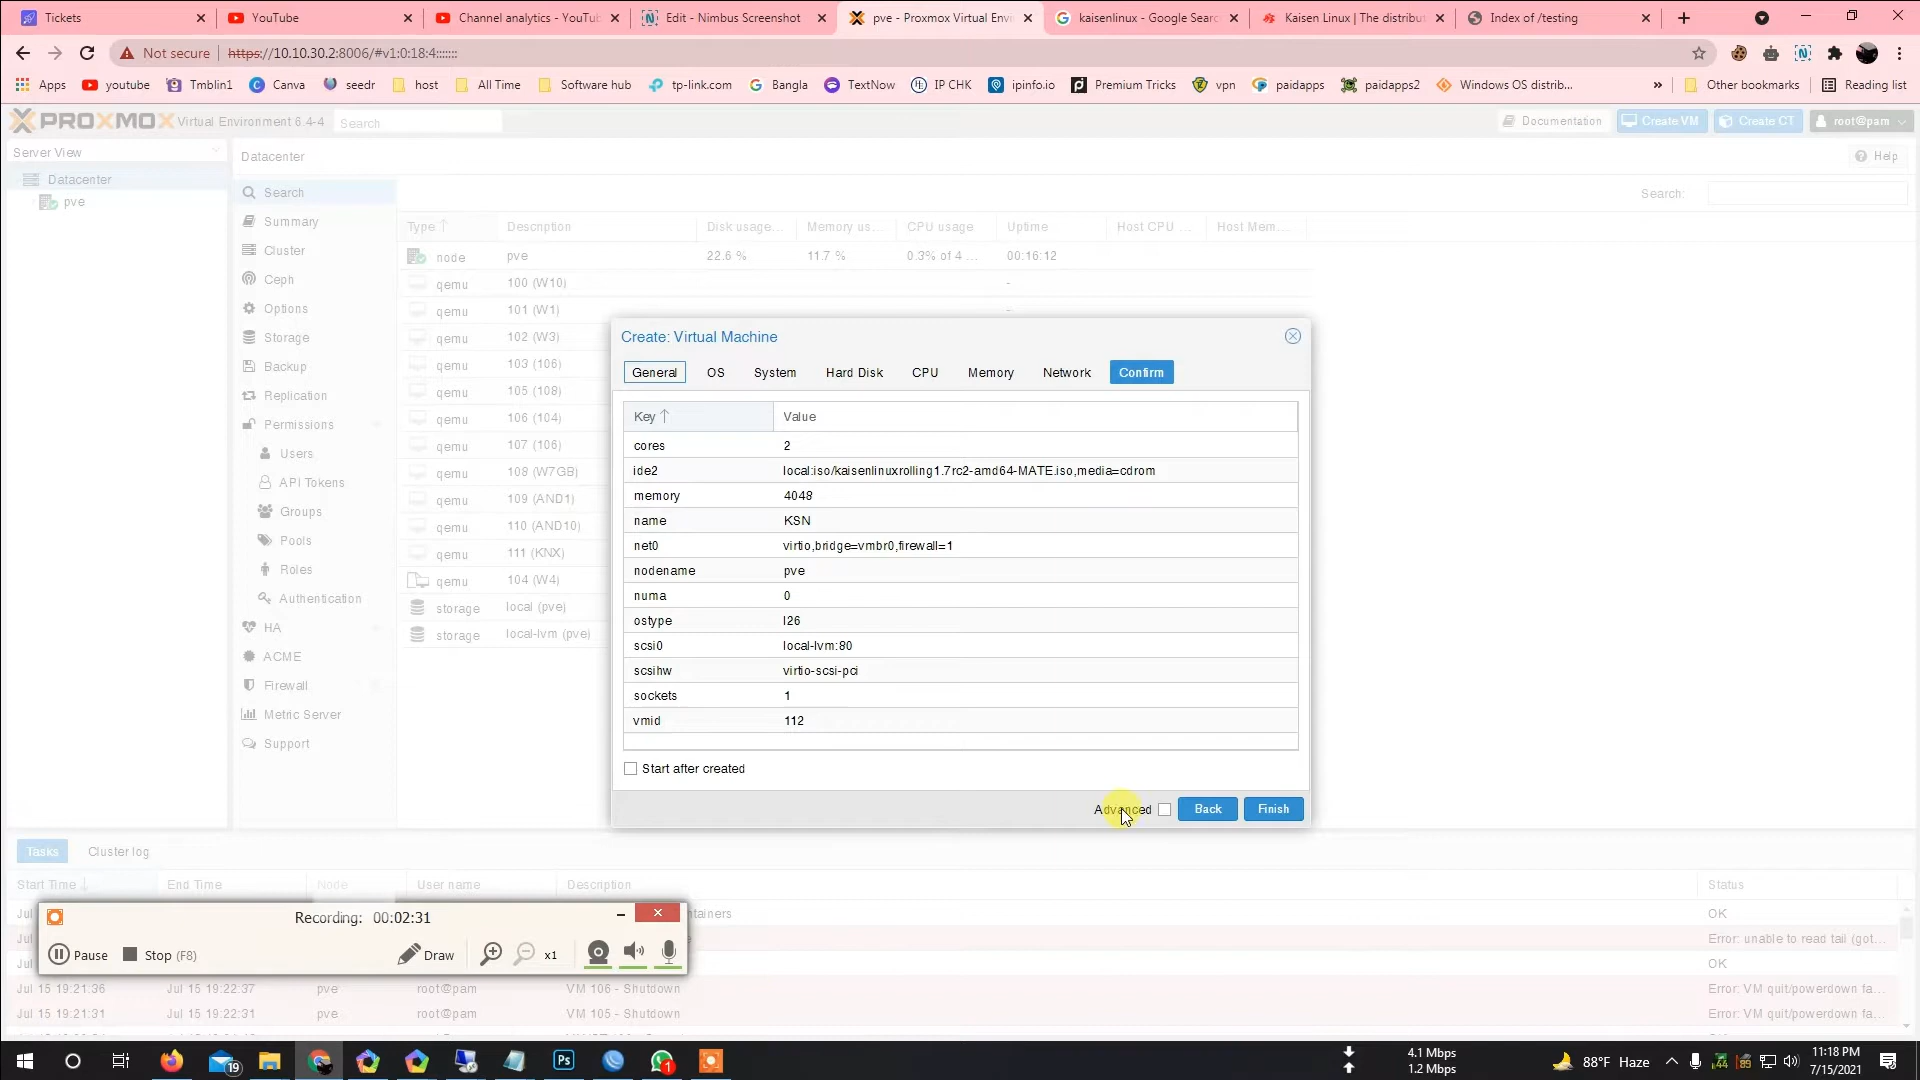 Tickets
YouTube
Channel analytics - YouTub
Edit - Nimbus Screenshot
pve - Proxmox Virtual Envi
kaisenlinux - Google Searc
Kaisen Linux | The distribut
Index of /testing
Not secure
https://10.10.30.2:8006/#v1:0:18:4:::::::
Apps
youtube
Tmblin1
Canva
seedr
host
All Time
Software hub
tp-link.com
Bangla
TextNow
IP CHK
ipinfo.io
Premium Tricks
vpn
paidapps
paidapps2
Windows OS distrib...
»
Other bookmarks
Reading list
PROXMOX Virtual Environment 6.4-4
Search
Documentation
Create VM
Create CT
root@pam
Server View
Datacenter
pve
Datacenter
Help
Search
Summary
Cluster
Ceph
Options
Storage
Backup
Replication
Permissions
Users
API Tokens
Groups
Pools
Roles
Authentication
HA
ACME
Firewall
Metric Server
Support
Search:
Type Description Disk usage... Memory us... CPU usage Uptime Host CPU ... Host Mem...
node pve 22.6 % 11.7 % 0.3% of 4 ... 00:16:12
qemu 100 (W10) -
qemu 101 (W1) -
qemu 102 (W3)
qemu 103 (106)
qemu 105 (108)
qemu 106 (104)
qemu 107 (106)
qemu 108 (W7GB)
qemu 109 (AND1)
qemu 110 (AND10)
qemu 111 (KNX)
qemu 104 (W4)
storage local (pve)
storage local-lvm (pve)
Create: Virtual Machine
General OS System Hard Disk CPU Memory Network Confirm
Key Value
cores 2
ide2 local:iso/kaisenlinuxrolling1.7rc2-amd64-MATE.iso,media=cdrom
memory 4048
name KSN
net0 virtio,bridge=vmbr0,firewall=1
nodename pve
numa 0
ostype l26
scsi0 local-lvm:80
scsihw virtio-scsi-pci
sockets 1
vmid 112
Start after created
Advanced
Back
Finish
Tasks Cluster log
Start Time End Time Node User name Description Status
Jul ntainers OK
Jul Error: unable to read tail (got...
Jul OK
Jul 15 19:21:36 Jul 15 19:22:37 pve root@pam VM 106 - Shutdown Error: VM quit/powerdown fa...
Jul 15 19:21:31 Jul 15 19:22:31 pve root@pam VM 105 - Shutdown Error: VM quit/powerdown fa...
Recording: 00:02:31
Pause
Stop (F8)
Draw
x1
19
Ps
1
4.1 Mbps
1.2 Mbps
88°F Haze
11:18 PM
7/15/2021